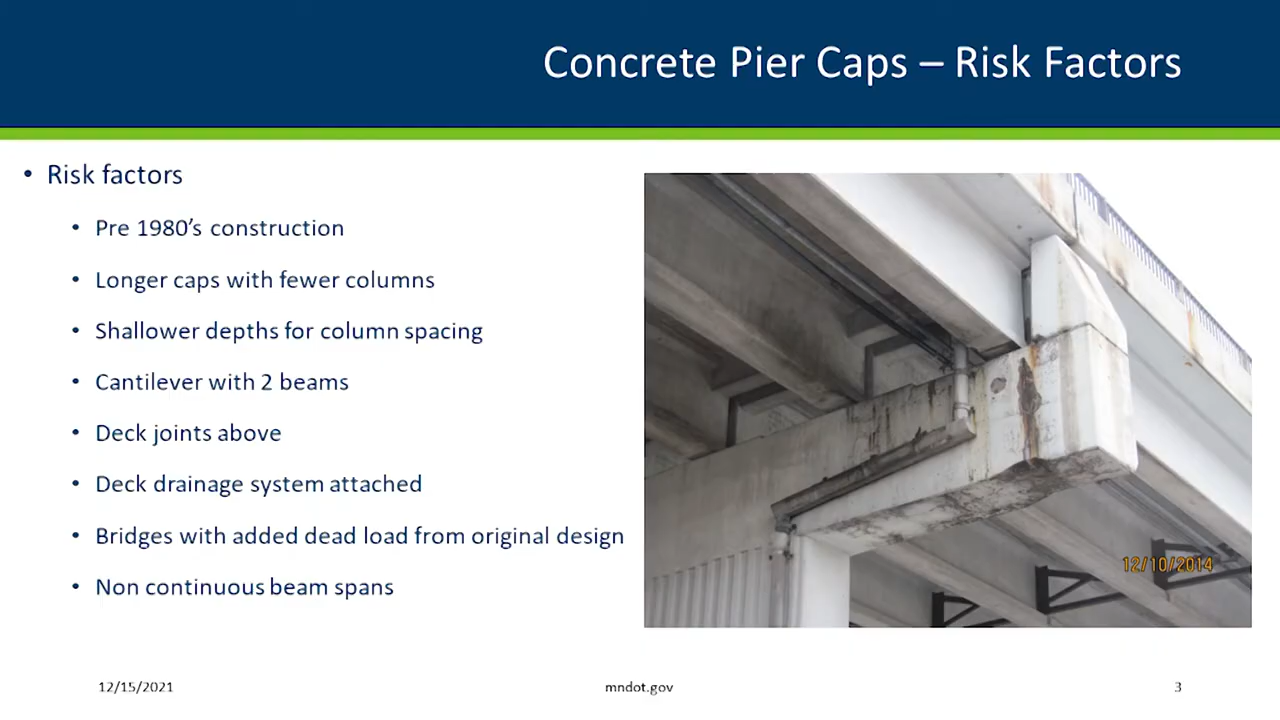 Concrete Pier Caps – Risk Factors
• Risk factors
• Pre 1980’s construction
• Longer caps with fewer columns
• Shallower depths for column spacing
• Cantilever with 2 beams
• Deck joints above
• Deck drainage system attached
• Bridges with added dead load from original design
• Non continuous beam spans
12/10/2014
12/15/2021
mndot.gov
3